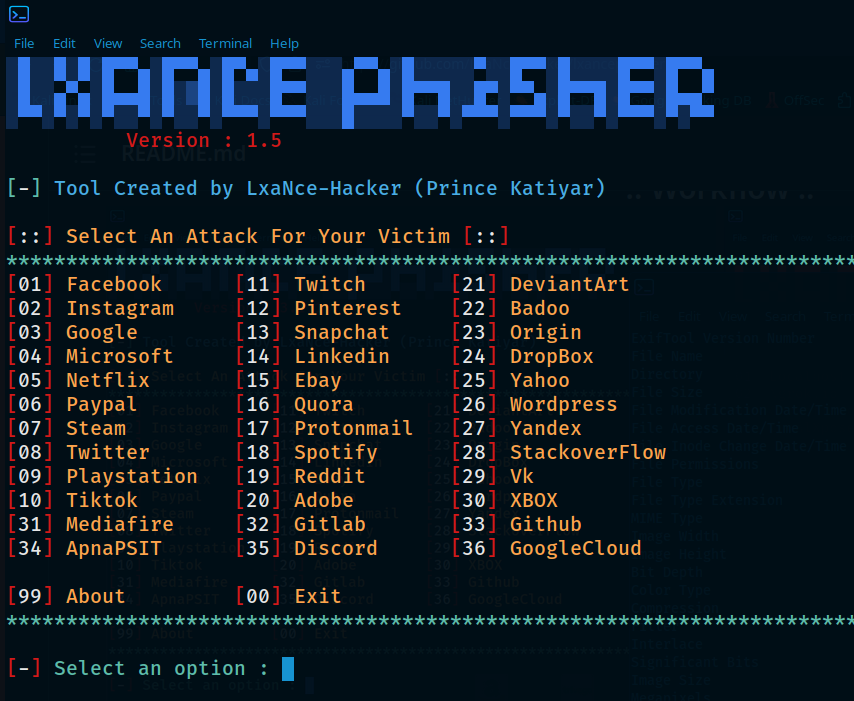 File Edit View Search Terminal Help
LXANCE PhisheR
Version : 1.5
README.md
[-] Tool Created by LxaNce-Hacker (Prince Katiyar)
[::] Select An Attack For Your Victim [::]
***********************************************************************
[01] Facebook [11] Twitch [21] DeviantArt
[02] Instagram [12] Pinterest [22] Badoo
[03] Google [13] Snapchat [23] Origin
[04] Microsoft [14] Linkedin [24] DropBox
[05] Netflix [15] Ebay [25] Yahoo
[06] Paypal [16] Quora [26] Wordpress
[07] Steam [17] Protonmail [27] Yandex
[08] Twitter [18] Spotify [28] StackoverFlow
[09] Playstation [19] Reddit [29] Vk
[10] Tiktok [20] Adobe [30] XBOX
[31] Mediafire [32] Gitlab [33] Github
[34] ApnaPSIT [35] Discord [36] GoogleCloud
[99] About [00] Exit
***********************************************************************
[-] Select an option :